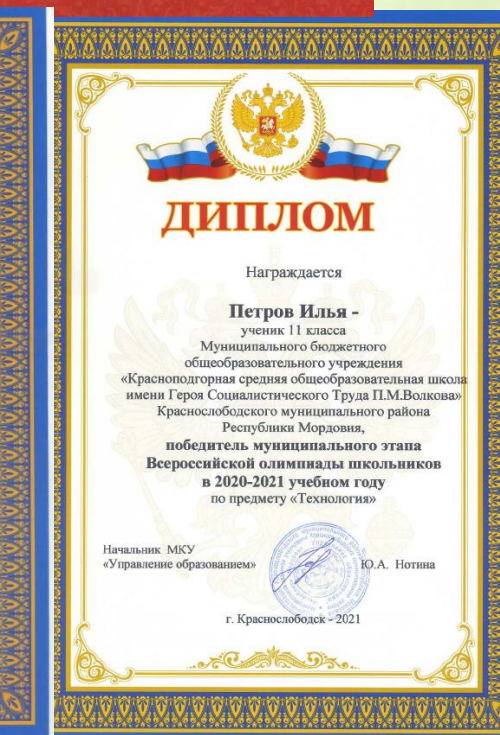 ДИПЛОМ
Награждается
Петров Илья -
ученик 11 класса
Муниципального бюджетного
общеобразовательного учреждения
«Красноподгорная средняя общеобразовательная школа
имени Героя Социалистического Труда П.М.Волкова»
Краснослободского муниципального района
Республики Мордовия,
победитель муниципального этапа
Всероссийской олимпиады школьников
в 2020-2021 учебном году
по предмету «Технология»
Начальник МКУ
«Управление образованием» Ю.А. Нотина
г. Краснослободск - 2021